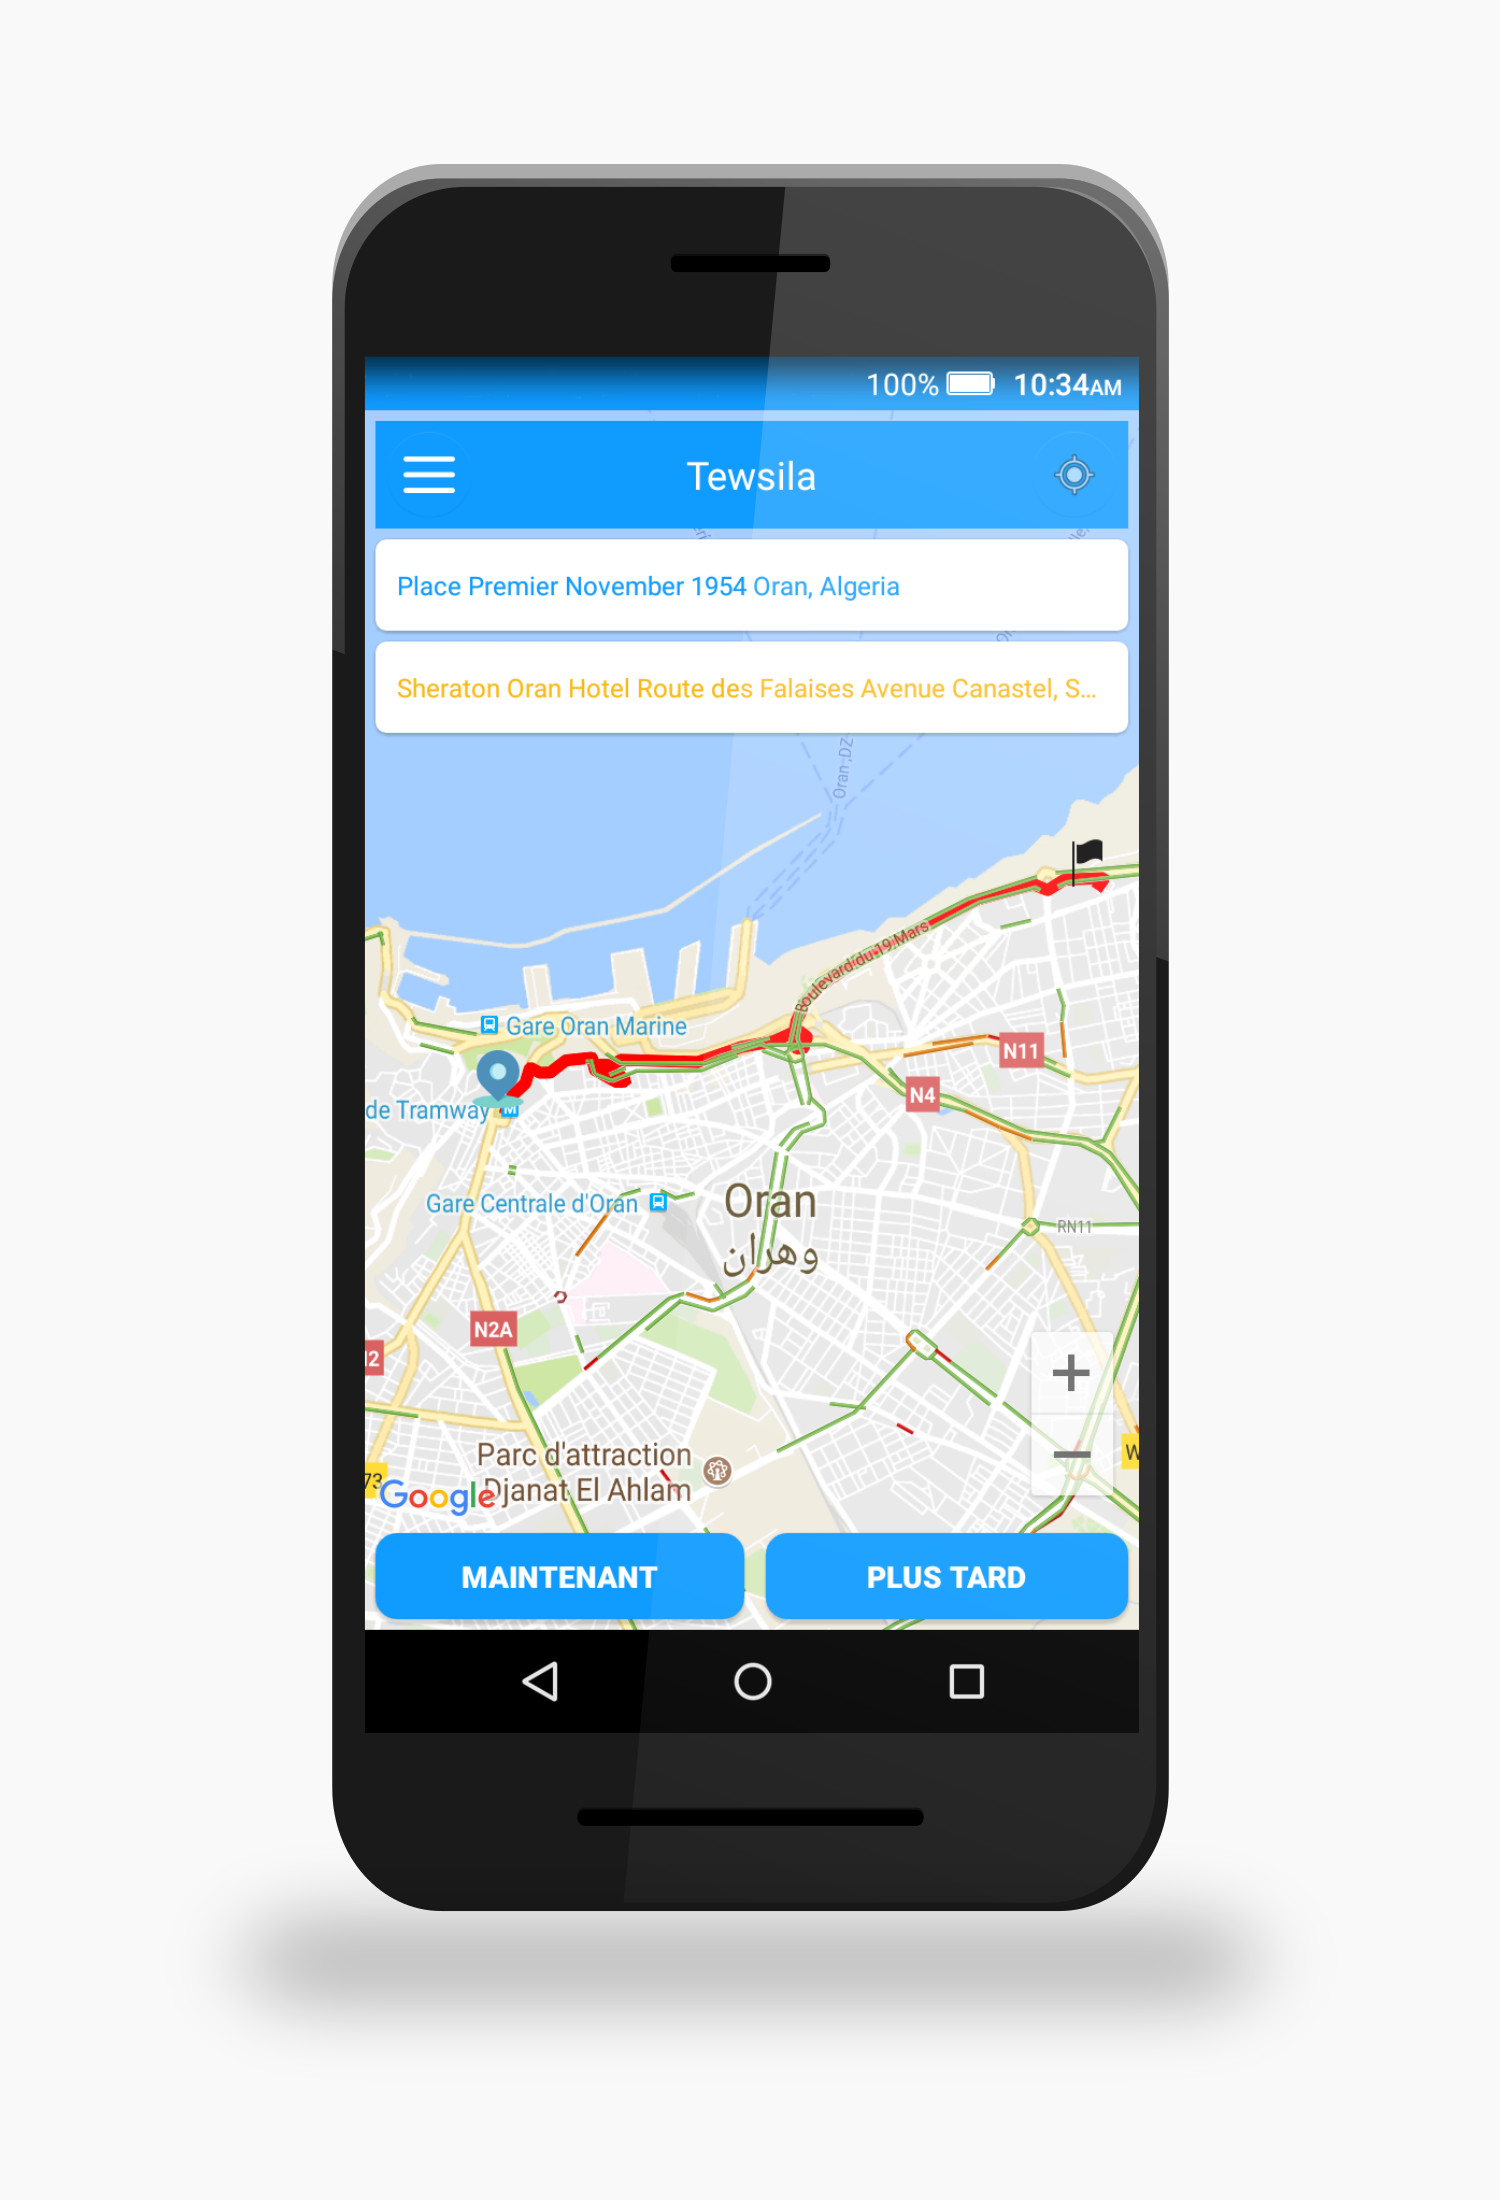 100% 10:34AM
Tewsila
Place Premier November 1954 Oran, Algeria
Sheraton Oran Hotel Route des Falaises Avenue Canastel, S...
Oran, DZ
Boulevard du 19 Mars
Gare Oran Marine
N11
N4
de Tramway
M
Gare Centrale d'Oran
Oran
وهران
RN11
N2A
Parc d'attraction
Djanat El Ahlam
73
Google
MAINTENANT
PLUS TARD